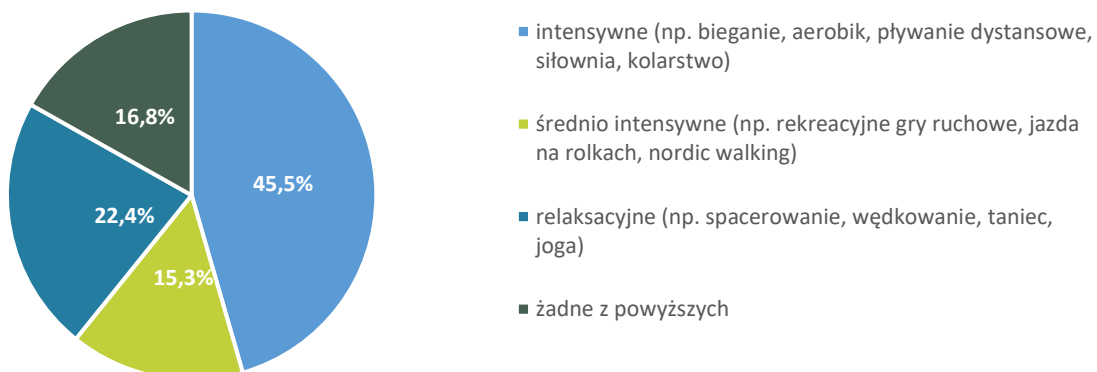 16,8%
45,5%
22,4%
15,3%
intensywne (np. bieganie, aerobik, pływanie dystansowe,
siłownia, kolarstwo)
średnio intensywne (np. rekreacyjne gry ruchowe, jazda
na rolkach, nordic walking)
relaksacyjne (np. spacerowanie, wędkowanie, taniec,
joga)
żadne z powyższych